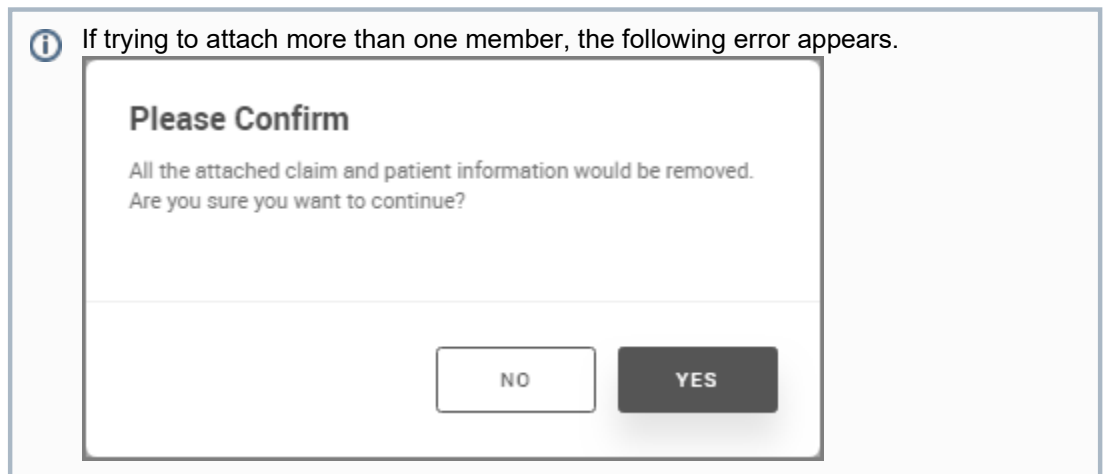 If trying to attach more than one member, the following error appears.
Please Confirm
All the attached claim and patient information would be removed.
Are you sure you want to continue?
NO
YES